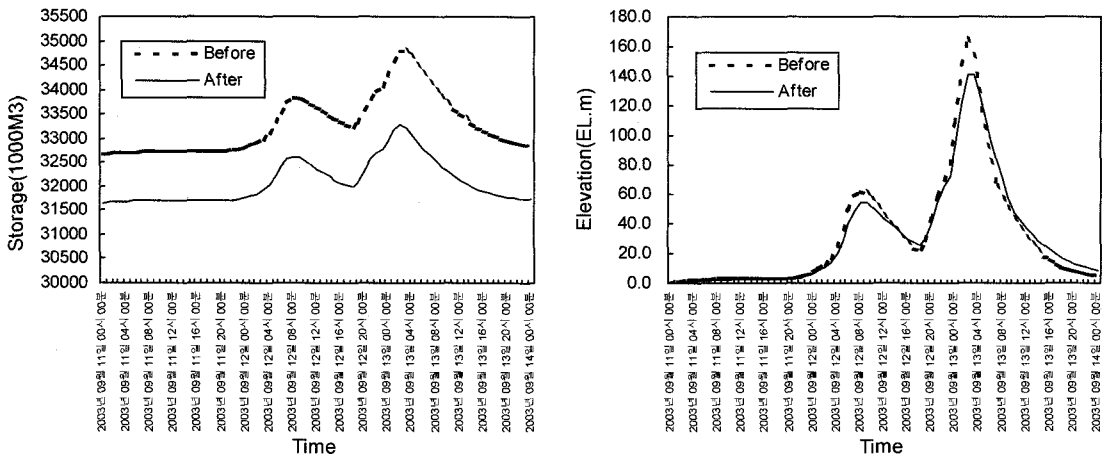 Storage(1000M3)
35500
35000
34500
34000
33500
33000
32500
32000
31500
31000
30500
30000
Before
After
2003년 09월 11일 00시 00분
2003년 09월 11일 04시 00분
2003년 09월 11일 08시 00분
2003년 09월 11일 12시 00분
2003년 09월 11일 16시 00분
2003년 09월 11일 20시 00분
2003년 09월 12일 00시 00분
2003년 09월 12일 04시 00분
2003년 09월 12일 08시 00분
2003년 09월 12일 12시 00분
2003년 09월 12일 16시 00분
2003년 09월 12일 20시 00분
2003년 09월 13일 00시 00분
2003년 09월 13일 04시 00분
2003년 09월 13일 08시 00분
2003년 09월 13일 12시 00분
2003년 09월 13일 16시 00분
2003년 09월 13일 20시 00분
2003년 09월 14일 00시 00분
Time
Elevation(EL.m)
180.0
160.0
140.0
120.0
100.0
80.0
60.0
40.0
20.0
0.0
Before
After
2003년 09월 11일 00시 00분
2003년 09월 11일 04시 00분
2003년 09월 11일 08시 00분
2003년 09월 11일 12시 00분
2003년 09월 11일 16시 00분
2003년 09월 11일 20시 00분
2003년 09월 12일 00시 00분
2003년 09월 12일 04시 00분
2003년 09월 12일 08시 00분
2003년 09월 12일 12시 00분
2003년 09월 12일 16시 00분
2003년 09월 12일 20시 00분
2003년 09월 13일 00시 00분
2003년 09월 13일 04시 00분
2003년 09월 13일 08시 00분
2003년 09월 13일 12시 00분
2003년 09월 13일 16시 00분
2003년 09월 13일 20시 00분
2003년 09월 14일 00시 00분
Time